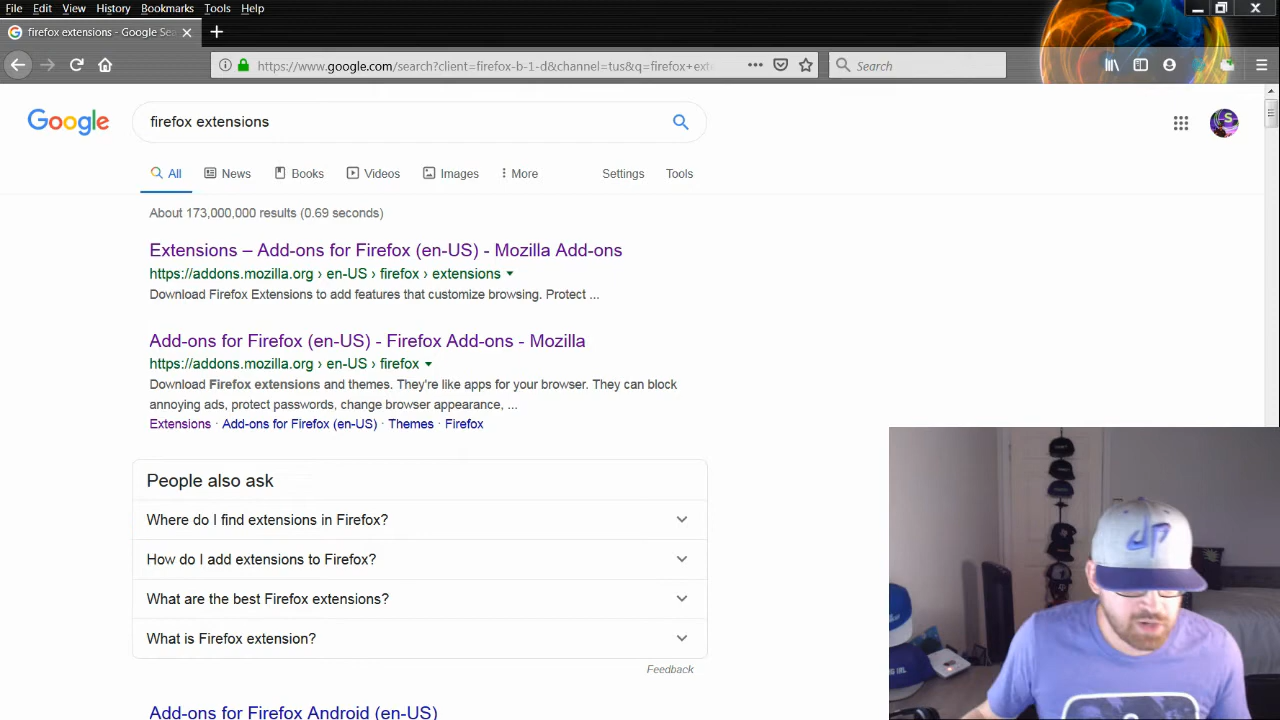 File Edit View History Bookmarks Tools Help
firefox extensions - Google Sea
https://www.google.com/search?client=firefox-b-1-d&channel=tus&q=firefox+ext
Search
Google
firefox extensions
S
All News Books Videos Images More Settings Tools
About 173,000,000 results (0.69 seconds)
Extensions – Add-ons for Firefox (en-US) - Mozilla Add-ons
https://addons.mozilla.org › en-US › firefox › extensions
Download Firefox Extensions to add features that customize browsing. Protect ...
Add-ons for Firefox (en-US) - Firefox Add-ons - Mozilla
https://addons.mozilla.org › en-US › firefox
Download Firefox extensions and themes. They're like apps for your browser. They can block
annoying ads, protect passwords, change browser appearance, ...
Extensions · Add-ons for Firefox (en-US) · Themes · Firefox
People also ask
Where do I find extensions in Firefox?
How do I add extensions to Firefox?
What are the best Firefox extensions?
What is Firefox extension?
Feedback
Add-ons for Firefox Android (en-US)